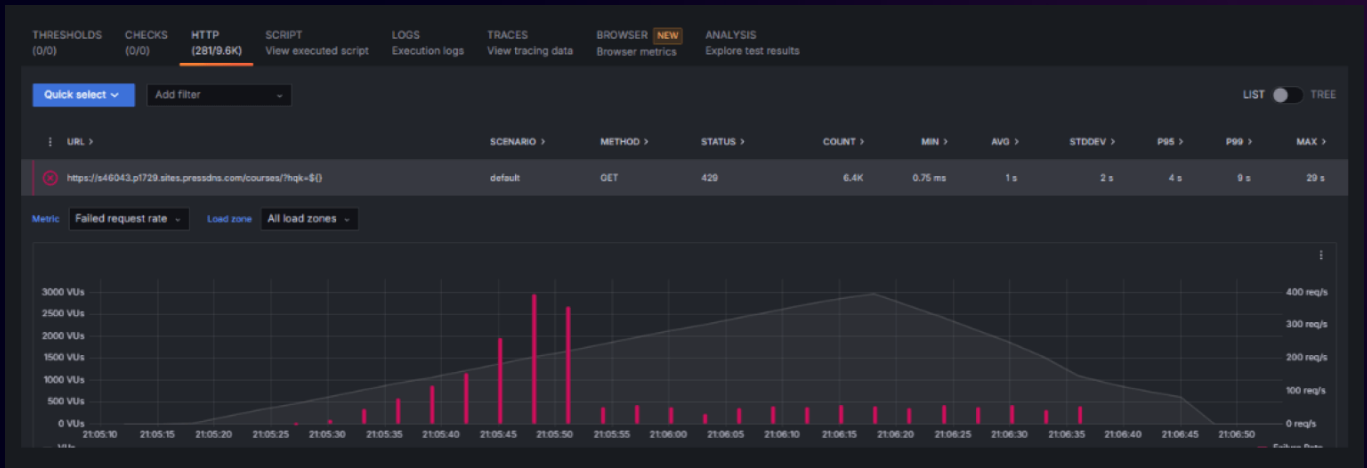 THRESHOLDS CHECKS HTTP SCRIPT LOGS TRACES BROWSER NEW ANALYSIS
(0/0) (0/0) (281/9.6K) View executed script Execution logs View tracing data Browser metrics Explore test results
Quick select Add filter LIST TREE
URL > SCENARIO > METHOD > STATUS > COUNT > MIN > AVG > STDDEV > P95 > P99 > MAX >
https://s46043.p1729.sites.pressdns.com/courses/?hqk=${} default GET 429 6.4K 0.75 ms 1 s 2 s 4 s 9 s 29 s
Metric Failed request rate Load zone All load zones
3000 VUs 400 req/s
2500 VUs
2000 VUs 300 req/s
1500 VUs 200 req/s
1000 VUs
500 VUs 100 req/s
0 VUs 0 req/s
21:05:10 21:05:15 21:05:20 21:05:25 21:05:30 21:05:35 21:05:40 21:05:45 21:05:50 21:05:55 21:06:00 21:06:05 21:06:10 21:06:15 21:06:20 21:06:25 21:06:30 21:06:35 21:06:40 21:06:45 21:06:50
VUs Failure Rate